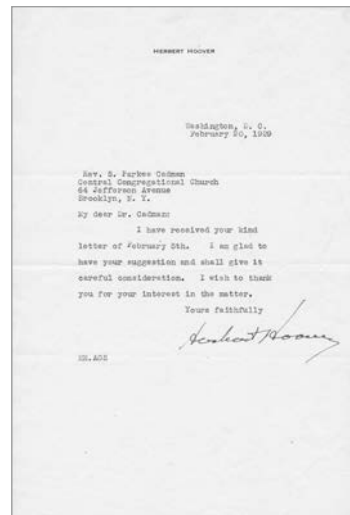 HERBERT HOOVER
Washington, D. C.
February 20, 1929
Rev. S. Parkes Cadman
Central Congregational Church
64 Jefferson Avenue
Brooklyn, N. Y.
My dear Dr. Cadman:
I have received your kind
letter of February 5th. I am glad to
have your suggestion and shall give it
careful consideration. I wish to thank
you for your interest in the matter.
Yours faithfully
Herbert Hoover